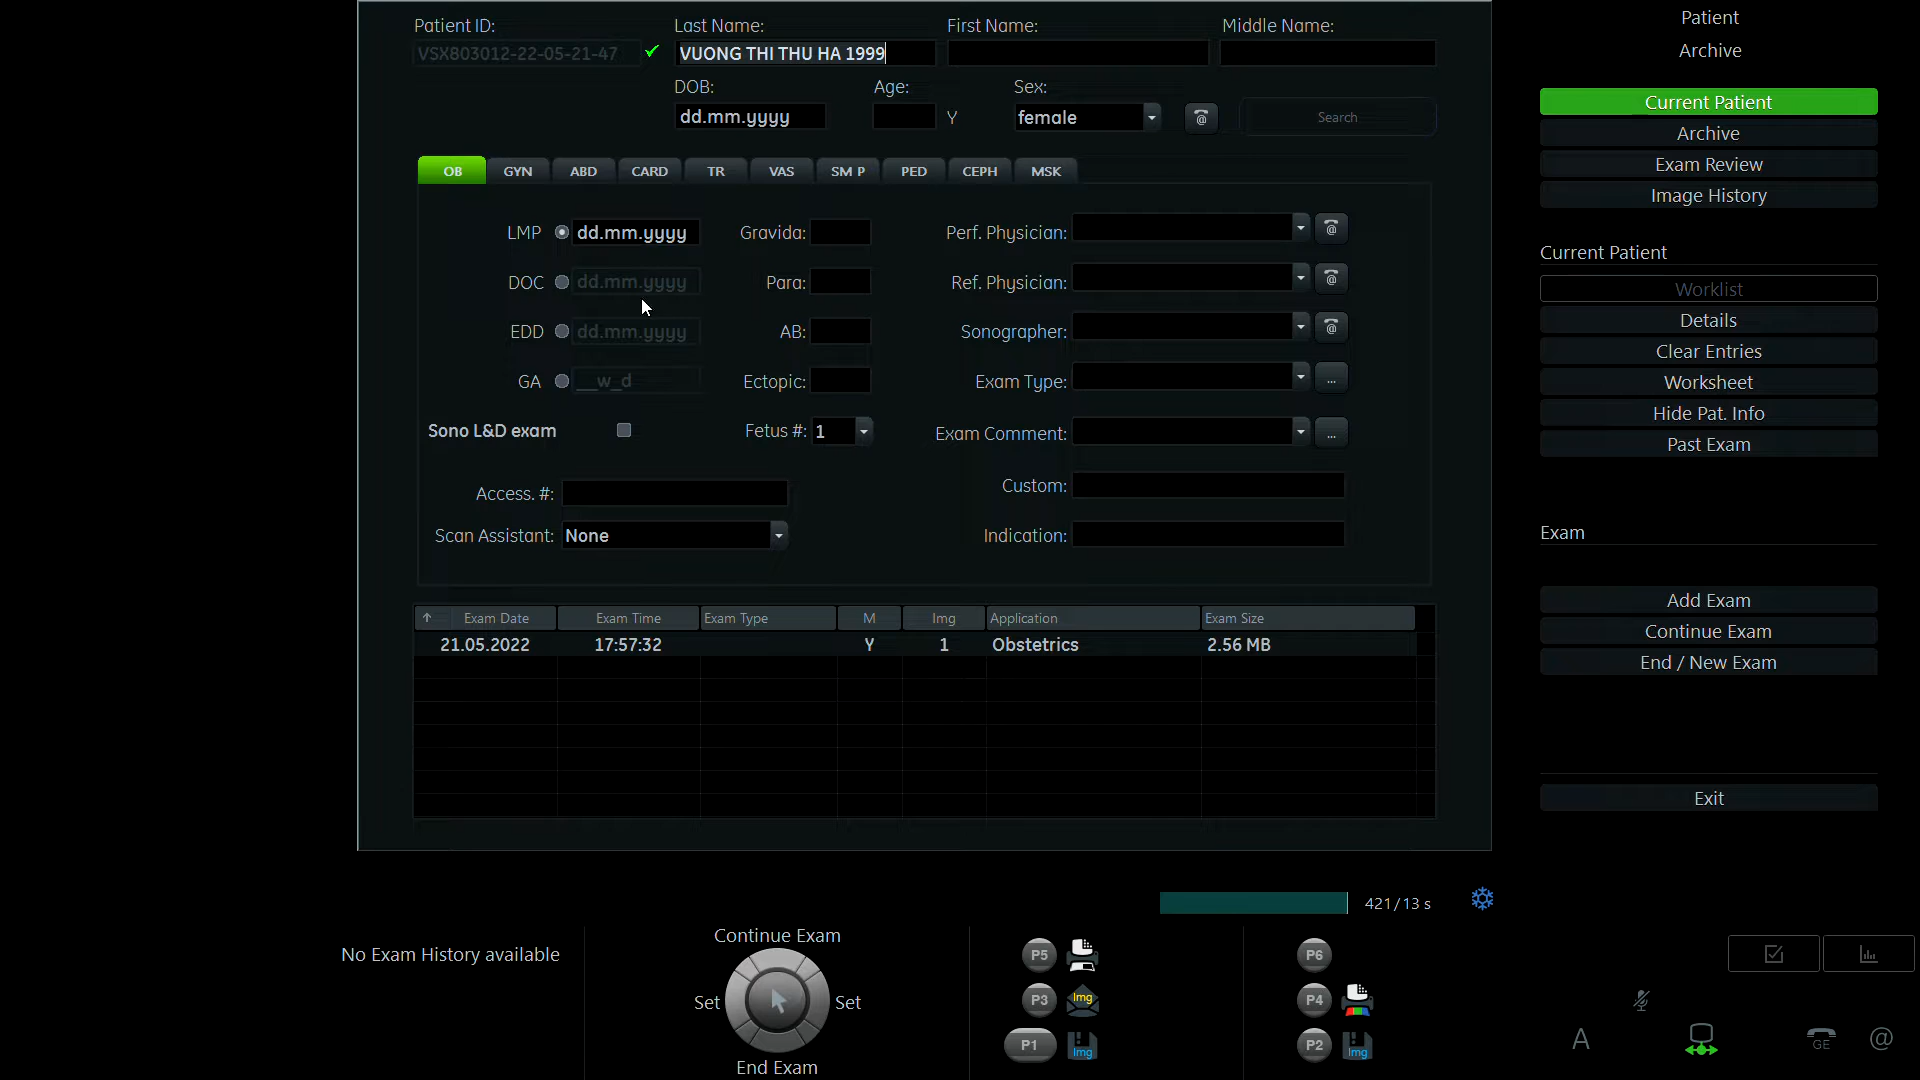 Patient ID: Last Name: First Name: Middle Name:
VSX803012-22-05-21-47 VUONG THI THU HA 1999
DOB: Age: Sex:
dd.mm.yyyy Y female @ Search
OB GYN ABD CARD TR VAS SM P PED CEPH MSK
LMP dd.mm.yyyy Gravida: Perf. Physician: @
DOC dd.mm.yyyy Para: Ref. Physician: @
EDD dd.mm.yyyy AB: Sonographer: @
GA __w_d Ectopic: Exam Type: ...
Sono L&D exam Fetus #: 1 Exam Comment: ...
Access. #: Custom:
Scan Assistant: None Indication:
↑ Exam Date Exam Time Exam Type M Img Application Exam Size
21.05.2022 17:57:32 Y 1 Obstetrics 2.56 MB
Patient
Archive
Current Patient
Archive
Exam Review
Image History
Current Patient
Worklist
Details
Clear Entries
Worksheet
Hide Pat. Info
Past Exam
Exam
Add Exam
Continue Exam
End / New Exam
Exit
421/13 s
No Exam History available
Continue Exam
Set Set
End Exam
P5
P3 Img
P1 Img
P6
P4
P2 Img
A GE @